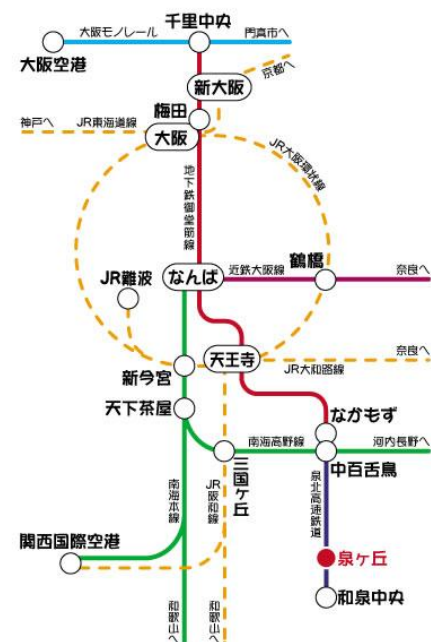 千里中央
大阪モノレール
門真市へ
大阪空港
京都へ
新大阪
梅田
神戸へ
JR東海道線
大阪
JR大阪環状線
地下鉄御堂筋線
鶴橋
なんば
近鉄大阪線
奈良へ
JR難波
天王寺
奈良へ
JR大和路線
新今宮
天下茶屋
なかもず
南海高野線
河内長野へ
中百舌鳥
三国ヶ丘
南海本線
JR阪和線
泉北高速鉄道
関西国際空港
泉ヶ丘
和泉中央
和歌山へ
和歌山へ